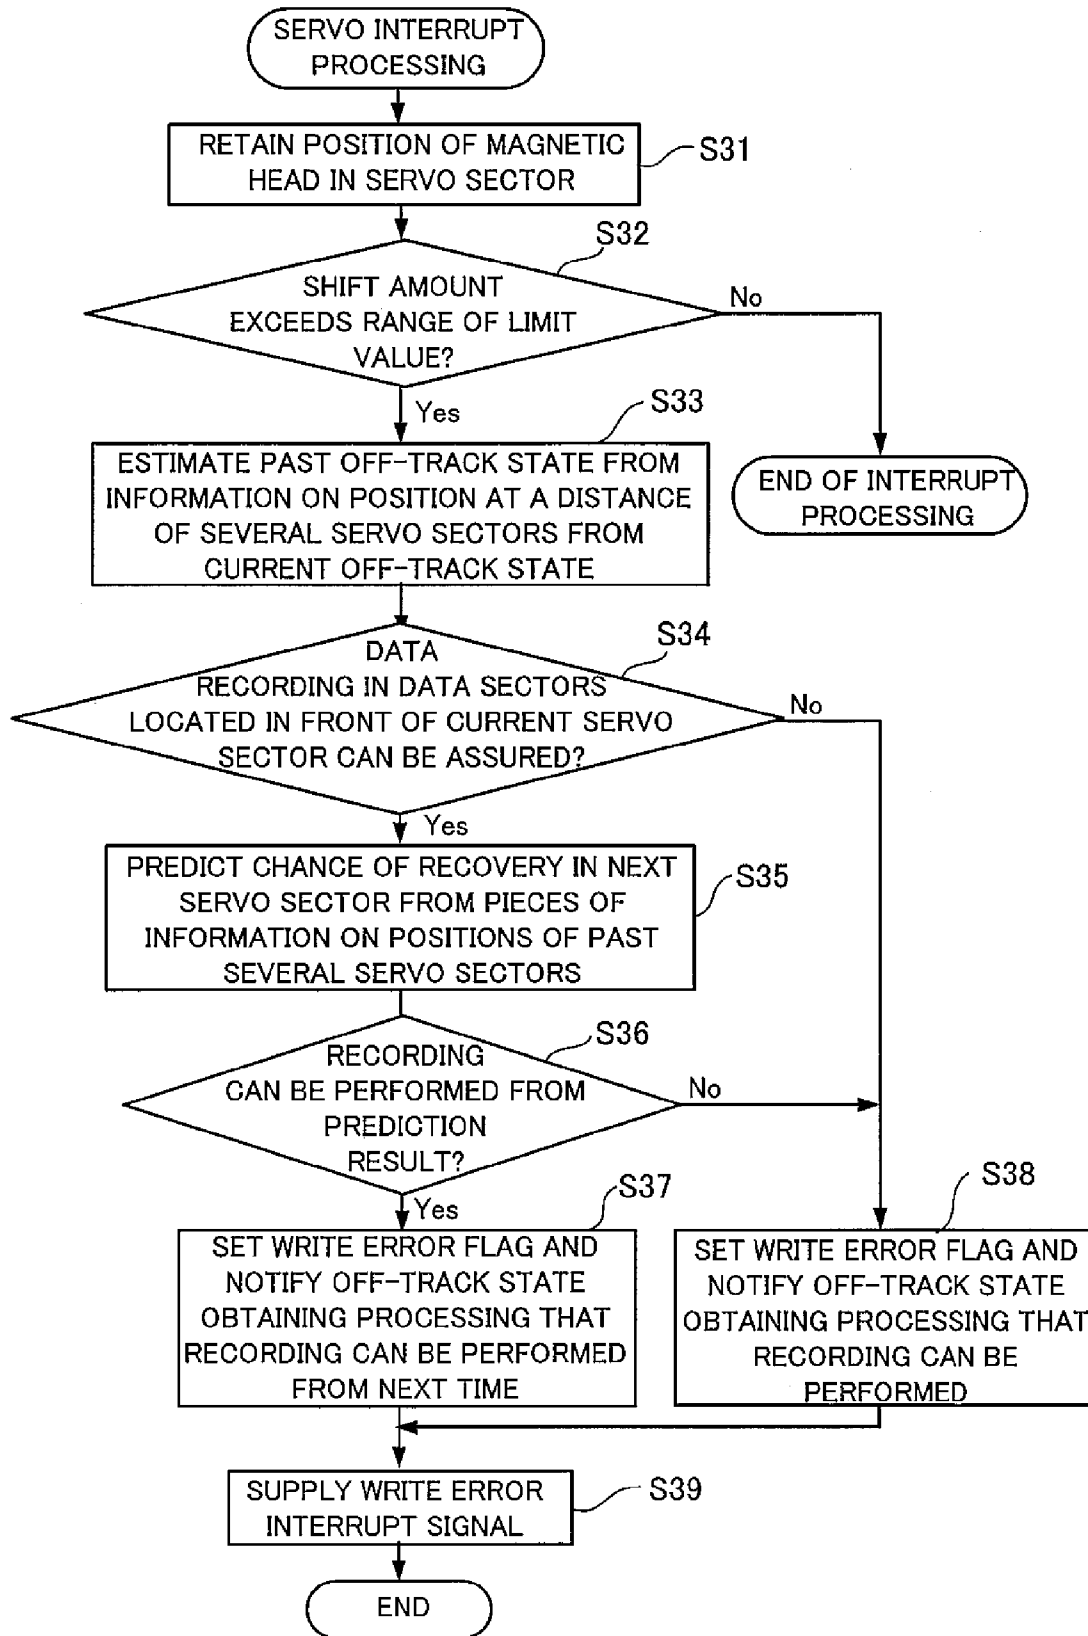 SERVO INTERRUPT
PROCESSING
RETAIN POSITION OF MAGNETIC
HEAD IN SERVO SECTOR
S31
S32
SHIFT AMOUNT
EXCEEDS RANGE OF LIMIT
VALUE?
No
Yes
S33
ESTIMATE PAST OFF-TRACK STATE FROM
INFORMATION ON POSITION AT A DISTANCE
OF SEVERAL SERVO SECTORS FROM
CURRENT OFF-TRACK STATE
END OF INTERRUPT
PROCESSING
S34
DATA
RECORDING IN DATA SECTORS
LOCATED IN FRONT OF CURRENT SERVO
SECTOR CAN BE ASSURED?
No
Yes
PREDICT CHANCE OF RECOVERY IN NEXT
SERVO SECTOR FROM PIECES OF
INFORMATION ON POSITIONS OF PAST
SEVERAL SERVO SECTORS
S35
S36
RECORDING
CAN BE PERFORMED FROM
PREDICTION
RESULT?
No
Yes
S37
SET WRITE ERROR FLAG AND
NOTIFY OFF-TRACK STATE
OBTAINING PROCESSING THAT
RECORDING CAN BE PERFORMED
FROM NEXT TIME
S38
SET WRITE ERROR FLAG AND
NOTIFY OFF-TRACK STATE
OBTAINING PROCESSING THAT
RECORDING CAN BE
PERFORMED
SUPPLY WRITE ERROR
INTERRUPT SIGNAL
S39
END